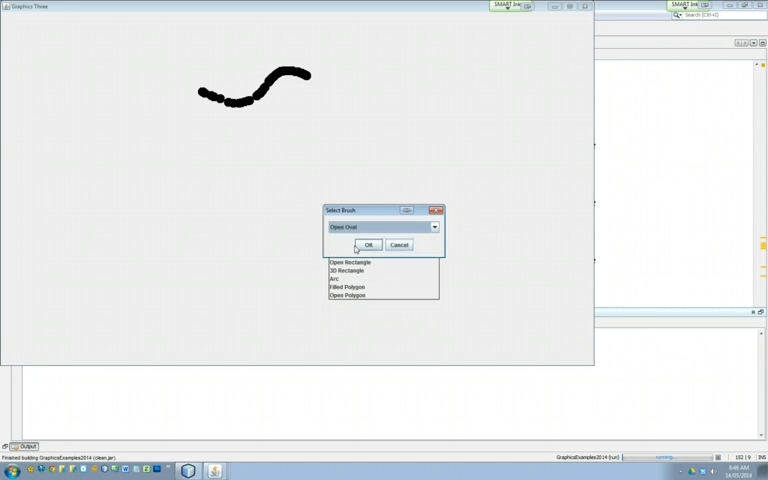 Graphics Three
SMART Ink
SMART Ink
Search (Ctrl+I)
Select Brush
Open Oval
OK
Cancel
Open Rectangle
3D Rectangle
Arc
Filled Polygon
Open Polygon
Output
Finished building GraphicsExamples2014 (clean,jar).
GraphicsExamples2014 (run)
running...
152 | 9
INS
8:46 AM
14/05/2014